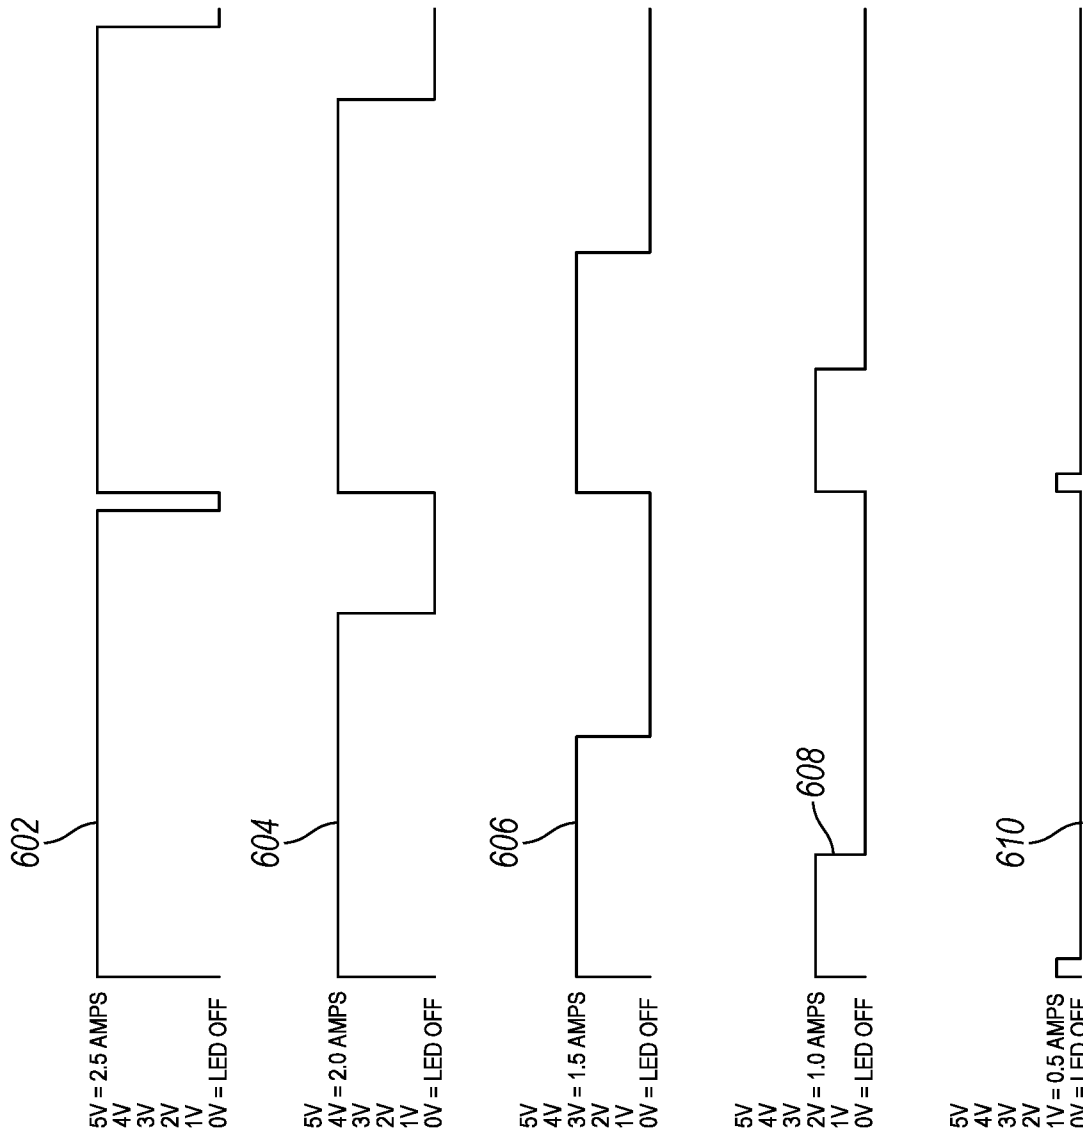 602
5V = 2.5 AMPS
4V
3V
2V
1V
0V = LED OFF
604
5V
4V = 2.0 AMPS
3V
2V
1V
0V = LED OFF
606
5V
4V
3V = 1.5 AMPS
2V
1V
0V = LED OFF
608
5V
4V
3V
2V = 1.0 AMPS
1V
0V = LED OFF
610
5V
4V
3V
2V
1V = 0.5 AMPS
0V = LED OFF